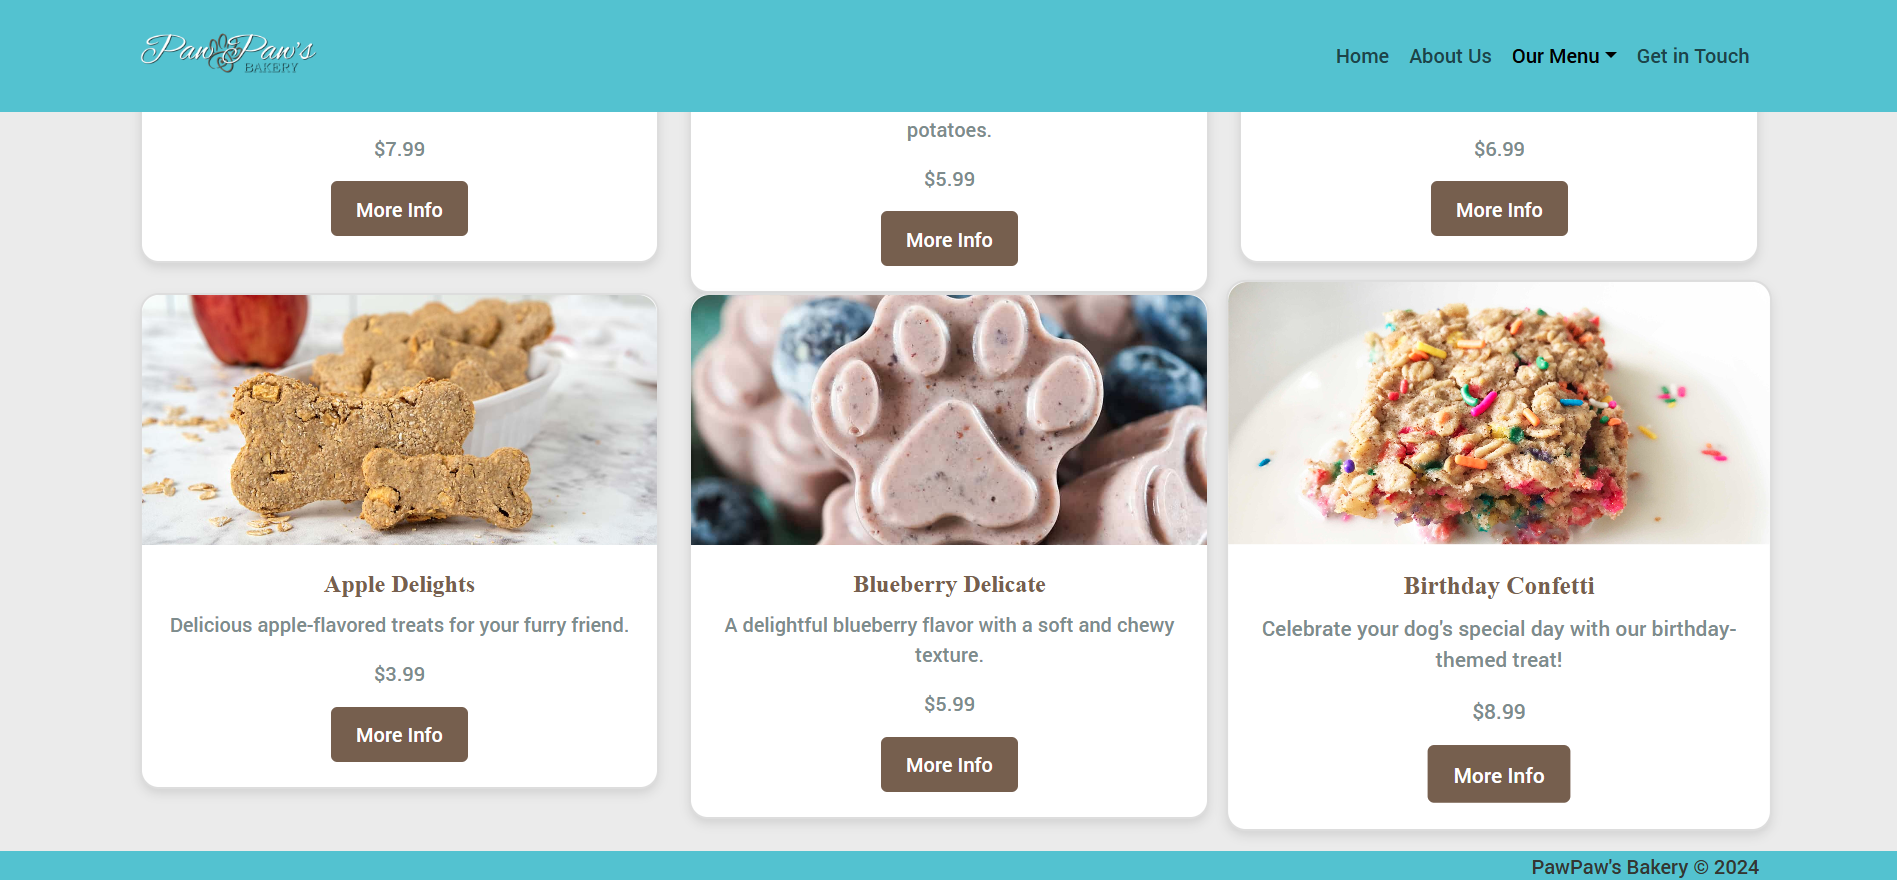 Paw Paw's
BAKERY
Home About Us Our Menu Get in Touch
$7.99
More Info
potatoes.
$5.99
More Info
$6.99
More Info
Apple Delights
Delicious apple-flavored treats for your furry friend.
$3.99
More Info
Blueberry Delicate
A delightful blueberry flavor with a soft and chewy
texture.
$5.99
More Info
Birthday Confetti
Celebrate your dog's special day with our birthday-
themed treat!
$8.99
More Info
PawPaw's Bakery © 2024